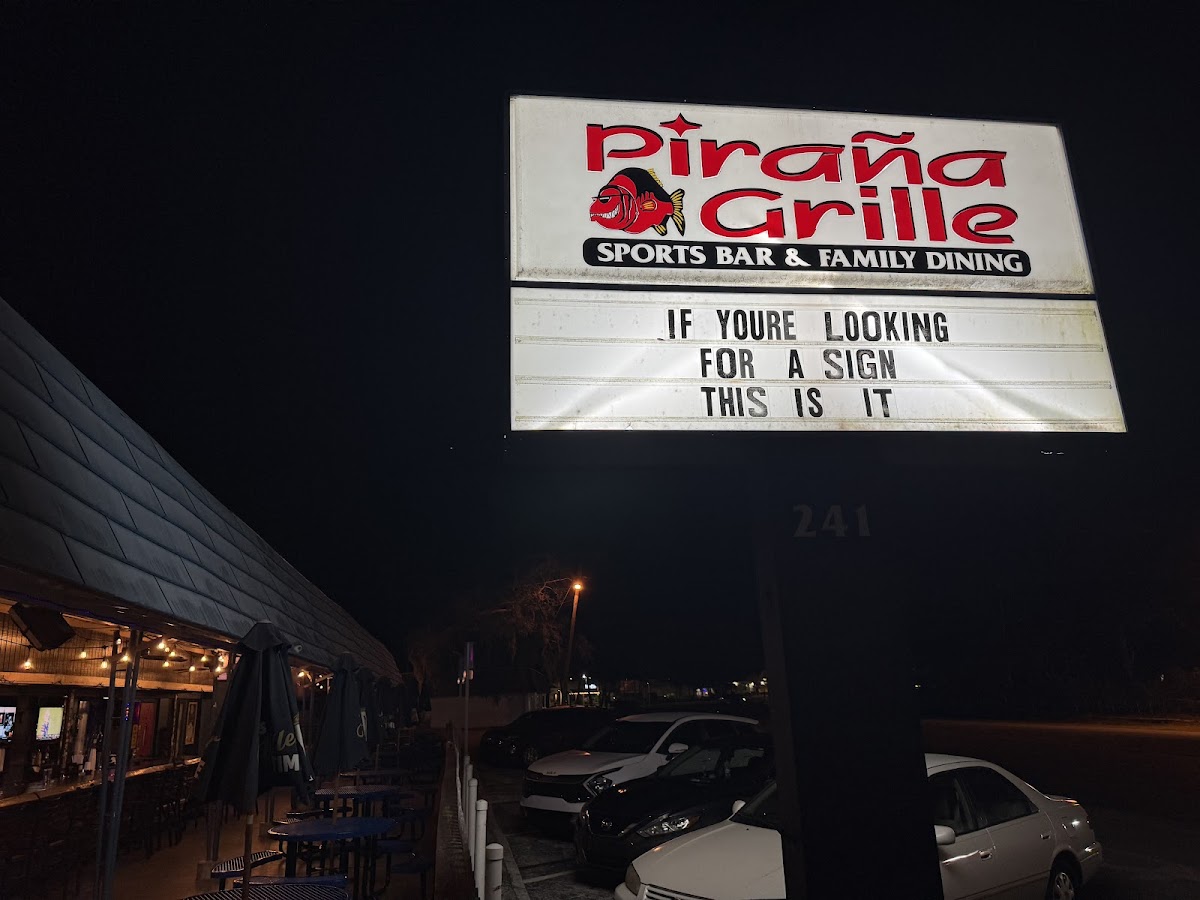 Piraña
Grille
SPORTS BAR & FAMILY DINING
IF YOURE LOOKING
FOR A SIGN
THIS IS IT
241